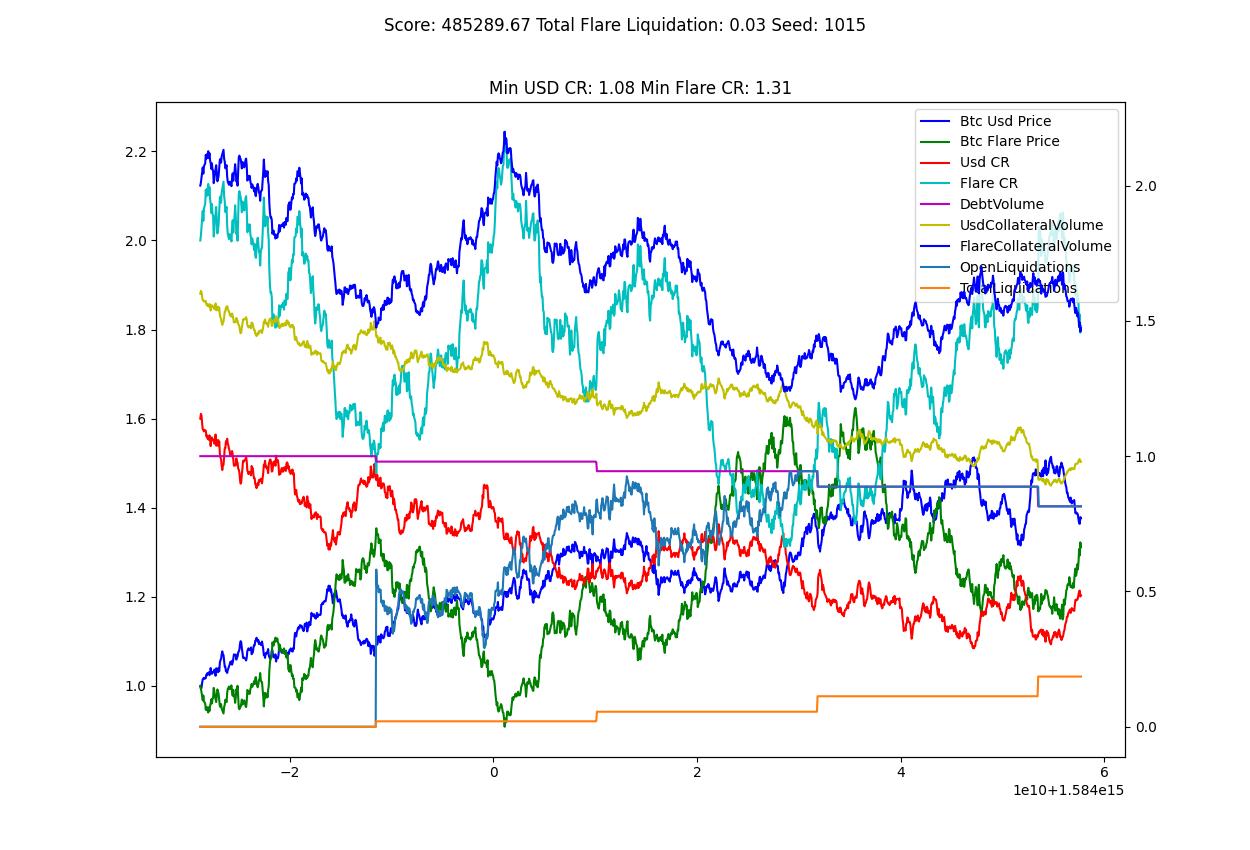 Score: 485289.67 Total Flare Liquidation: 0.03 Seed: 1015
Min USD CR: 1.08 Min Flare CR: 1.31
Btc Usd Price
Btc Flare Price
Usd CR
Flare CR
DebtVolume
UsdCollateralVolume
FlareCollateralVolume
OpenLiquidations
TotalLiquidations
2.2
2.0
1.8
1.6
1.4
1.2
1.0
2.0
1.5
1.0
0.5
0.0
−2
0
2
4
6
1e10+1.584e15